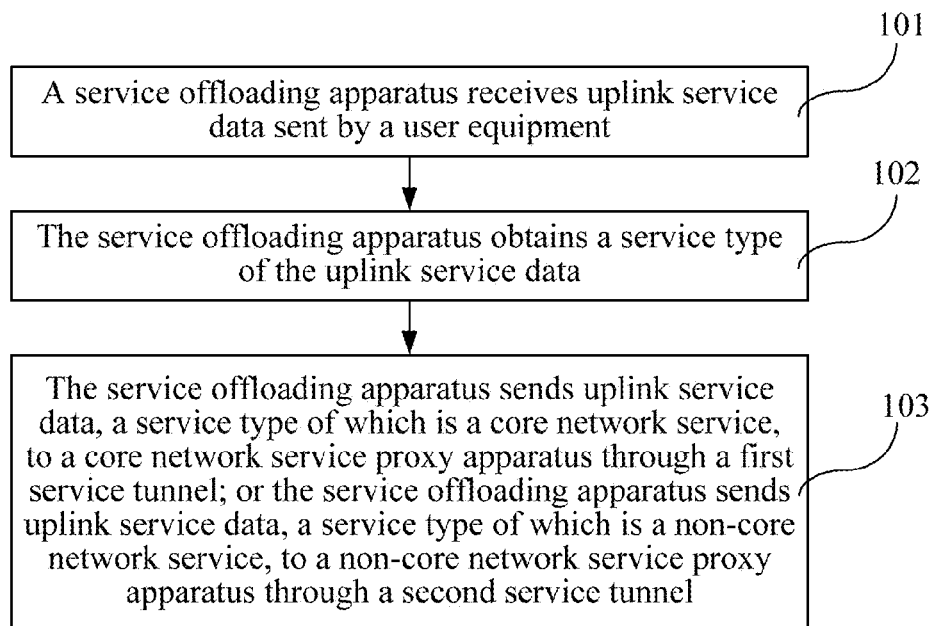 101
A service offloading apparatus receives uplink service
data sent by a user equipment
102
The service offloading apparatus obtains a service type
of the uplink service data
103
The service offloading apparatus sends uplink service
data, a service type of which is a core network service,
to a core network service proxy apparatus through a first
service tunnel; or the service offloading apparatus sends
uplink service data, a service type of which is a non-core
network service, to a non-core network service proxy
apparatus through a second service tunnel